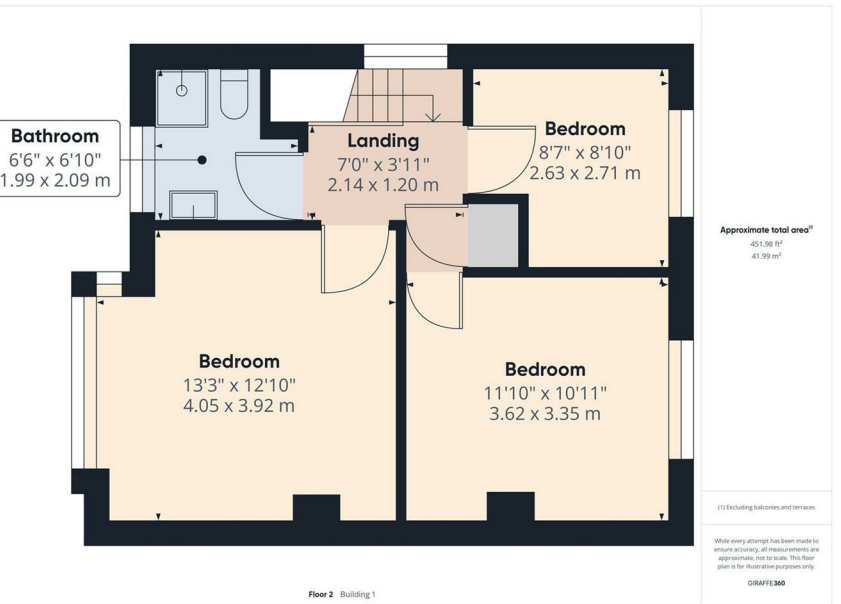 Bathroom
6'6" x 6'10"
1.99 x 2.09 m
Landing
7'0" x 3'11"
2.14 x 1.20 m
Bedroom
8'7" x 8'10"
2.63 x 2.71 m
Bedroom
13'3" x 12'10"
4.05 x 3.92 m
Bedroom
11'10" x 10'11"
3.62 x 3.35 m
Approximate total area⁽¹⁾
451.98 ft²
41.99 m²
(1) Excluding balconies and terraces
While every attempt has been made to
ensure accuracy, all measurements are
approximate, not to scale. This floor
plan is for illustrative purposes only.
GIRAFFE360
Floor 2 Building 1